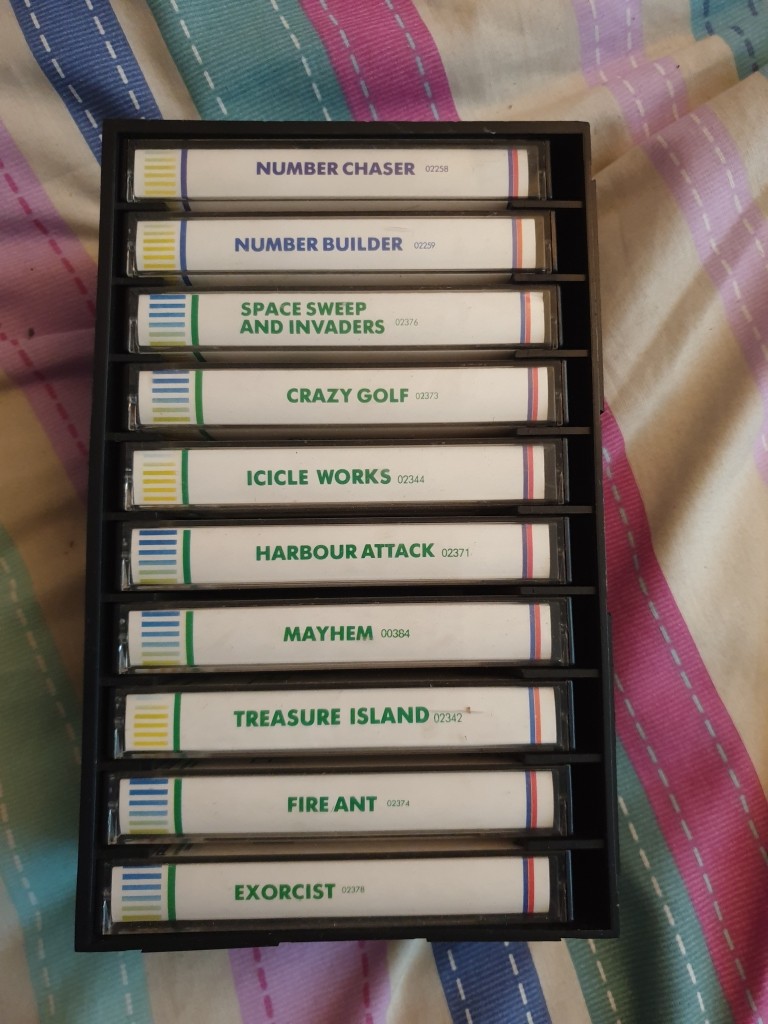 NUMBER CHASER 02258
NUMBER BUILDER 02259
SPACE SWEEP
AND INVADERS 02376
CRAZY GOLF 02373
ICICLE WORKS 02344
HARBOUR ATTACK 02371
MAYHEM 00384
TREASURE ISLAND 02342
FIRE ANT 02374
EXORCIST 02378